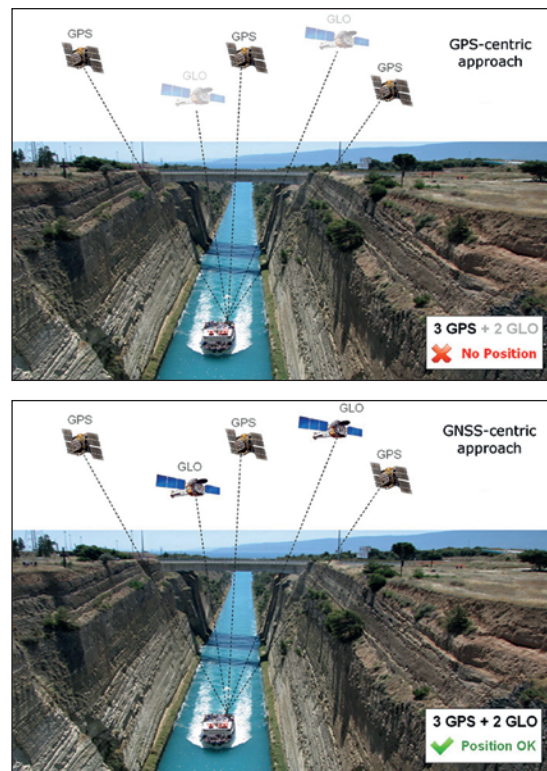 GPS
GLO
GPS
GLO
GPS
GPS-centric
approach
3 GPS + 2 GLO
No Position
GPS
GLO
GPS
GLO
GPS
GNSS-centric
approach
3 GPS + 2 GLO
Position OK